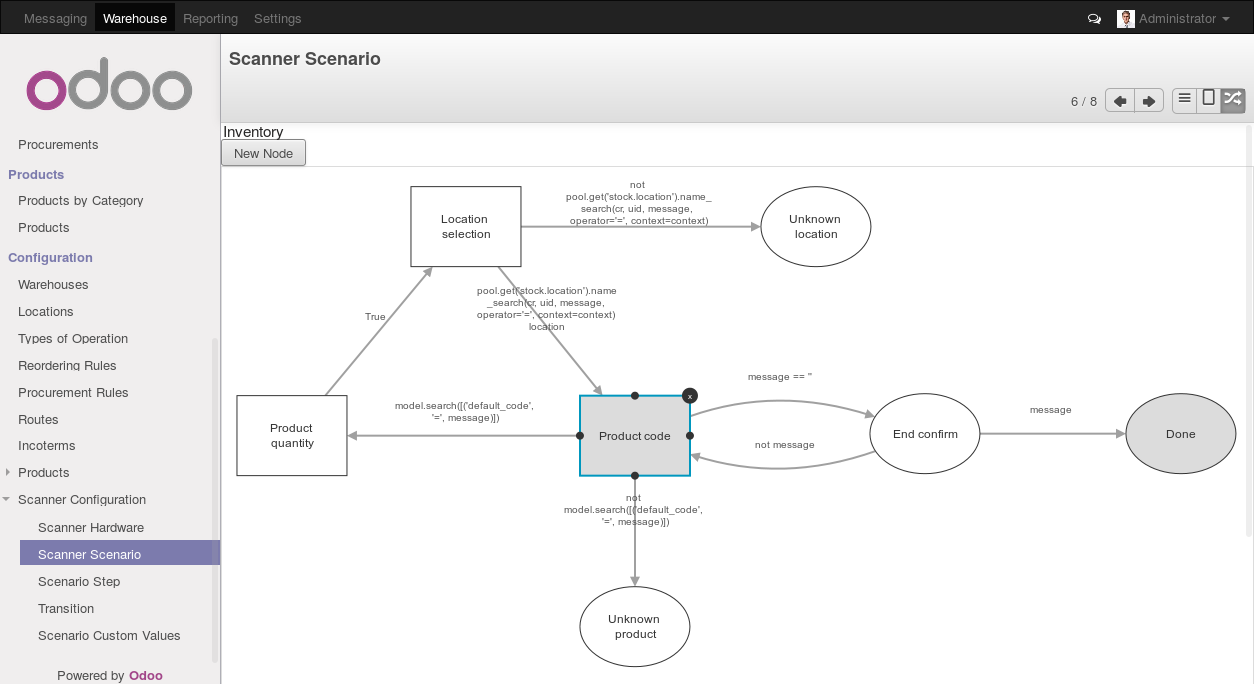 Messaging Warehouse Reporting Settings
Administrator
odoo
Procurements
Products
Products by Category
Products
Configuration
Warehouses
Locations
Types of Operation
Reordering Rules
Procurement Rules
Routes
Incoterms
Products
Scanner Configuration
Scanner Hardware
Scanner Scenario
Scenario Step
Transition
Scenario Custom Values
Powered by Odoo
Scanner Scenario
6 / 8
Inventory
New Node
Location
selection
not
pool.get('stock.location').name_
search(cr, uid, message,
operator='=', context=context)
Unknown
location
pool.get('stock.location').name
_search(cr, uid, message,
operator='=', context=context)
location
True
Product
quantity
model.search([('default_code',
'=', message)])
Product code
x
message == ''
not message
End confirm
message
Done
not
model.search([('default_code',
'=', message)])
Unknown
product